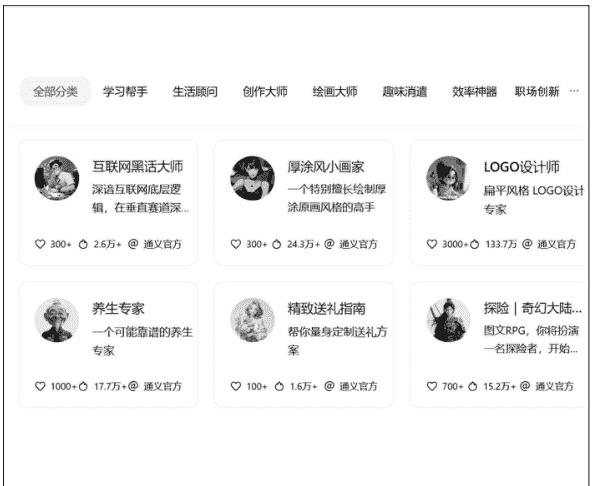 全部分类 学习帮手 生活顾问 创作大师 绘画大师 趣味消遣 效率神器 职场创新 ···
互联网黑话大师
深谙互联网底层逻
辑，在垂直赛道深...
300+ 2.6万+ @ 通义官方
厚涂风小画家
一个特别擅长绘制厚
涂原画风格的高手
300+ 24.3万+ @ 通义官方
LOGO设计师
扁平风格 LOGO设计
专家
3000+ 133.7万 @ 通义官方
养生专家
一个可能靠谱的养生
专家
1000+ 17.7万+ @ 通义官方
精致送礼指南
帮你量身定制送礼方
案
100+ 1.6万+ @ 通义官方
探险 | 奇幻大陆...
图文RPG，你将扮演
一名探险者，开始...
700+ 15.2万+ @ 通义官方